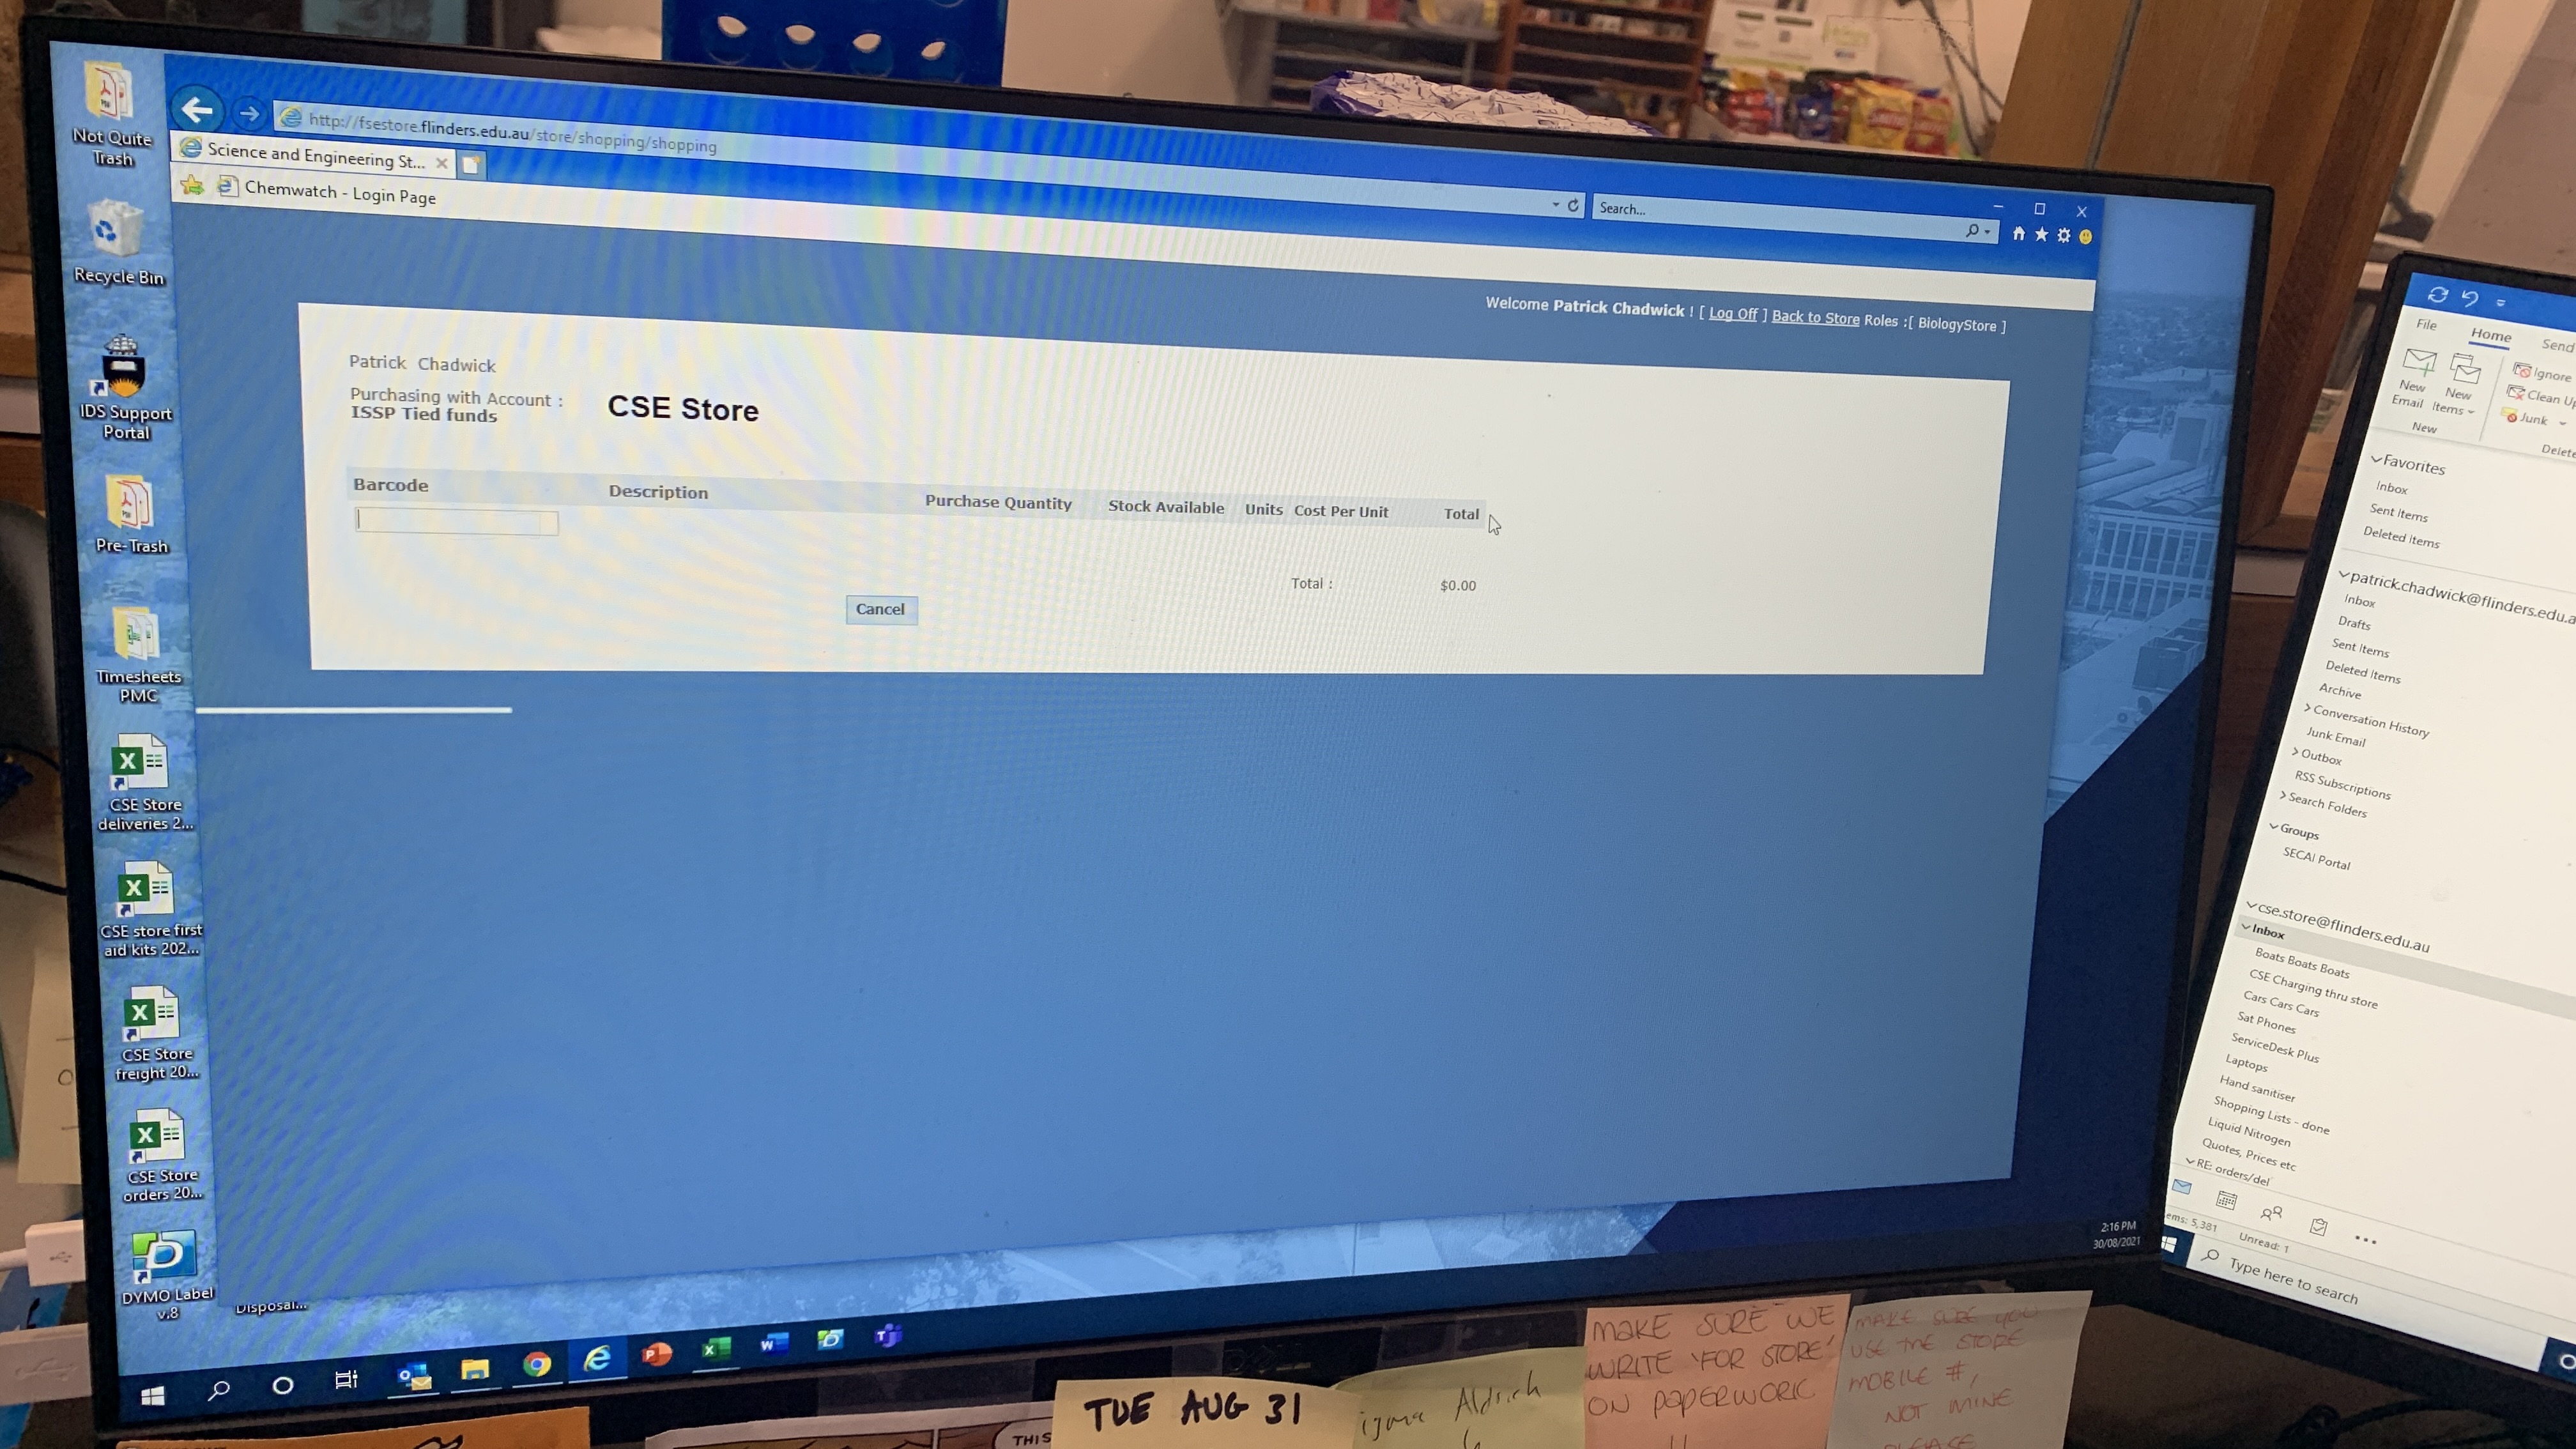 Not Quite
Trash
Recycle Bin
IDS Support
Portal
Pre-Trash
Timesheets
PMC
CSE Store
deliveries 2...
CSE store first
aid kits 202...
CSE Store
freight 20...
CSE Store
orders 20...
DYMO Label
v.8
Disposal...
http://fsestore.flinders.edu.au/store/shopping/shopping
Search...
Science and Engineering St...
Chemwatch - Login Page
Welcome Patrick Chadwick ! [ Log Off ] Back to Store Roles :[ BiologyStore ]
Patrick Chadwick
Purchasing with Account :
ISSP Tied funds
CSE Store
Barcode Description Purchase Quantity Stock Available Units Cost Per Unit Total
Total : $0.00
Cancel
2:16 PM
30/08/2021
File Home Send
New
Email
New
Items
Ignore
Clean Up
Junk
New
Delete
Favorites
Inbox
Sent Items
Deleted Items
patrick.chadwick@flinders.edu.a
Inbox
Drafts
Sent Items
Deleted Items
Archive
Conversation History
Junk Email
Outbox
RSS Subscriptions
Search Folders
Groups
SECAI Portal
cse.store@flinders.edu.au
Inbox
Boats Boats Boats
CSE Charging thru store
Cars Cars Cars
Sat Phones
ServiceDesk Plus
Laptops
Hand sanitiser
Shopping Lists - done
Liquid Nitrogen
Quotes, Prices etc
RE: orders/del
ems: 5,381 Unread: 1
Type here to search
THIS
TUE AUG 31
igma Aldrich
MAKE SURE WE
WRITE 'FOR STORE'
ON PAPERWORK
MAKE SURE YOU
USE THE STORE
MOBILE #,
NOT MINE
PLEASE